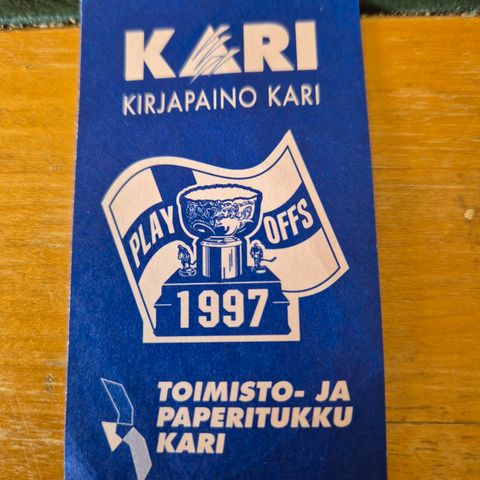 KARI
KIRJAPAINO KARI
PLAY OFFS
1997
TOIMISTO- JA
PAPERITUKKU
KARI